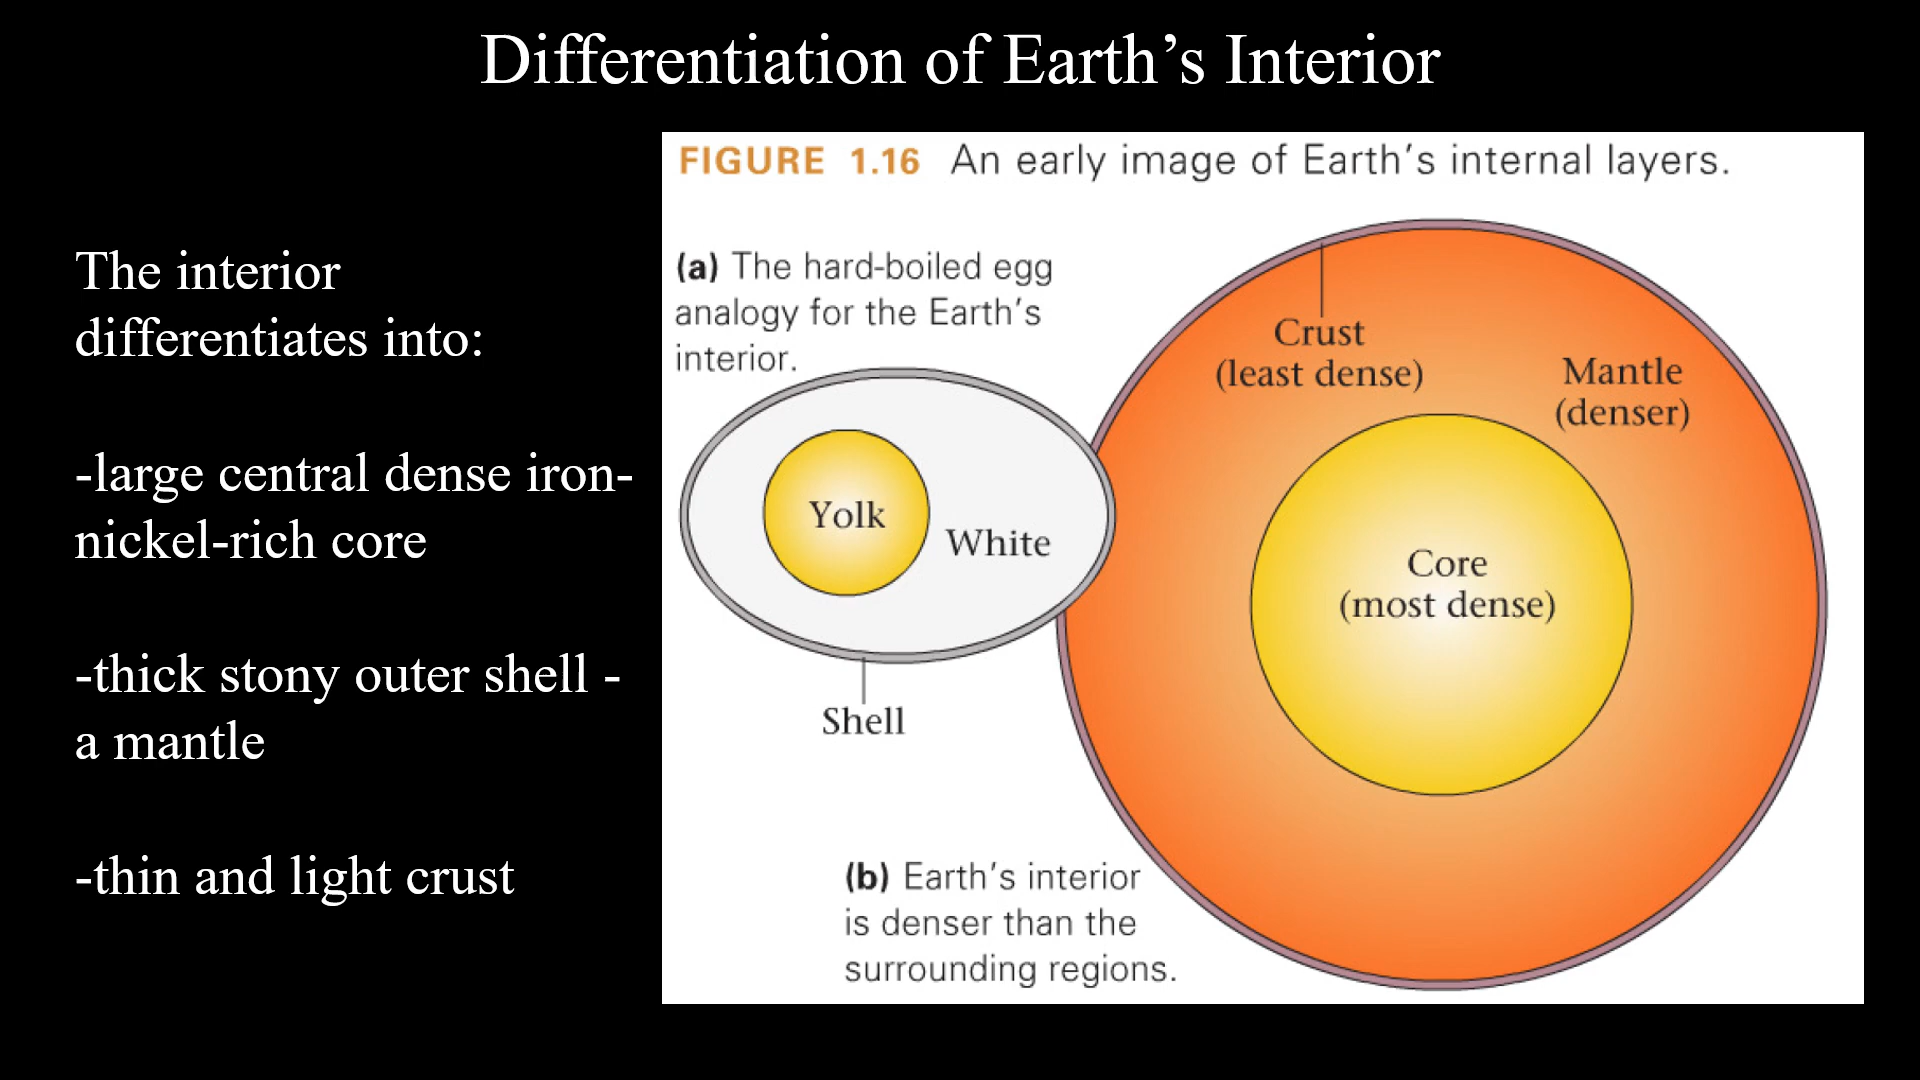 Differentiation of Earth’s Interior
The interior
differentiates into:
-large central dense iron-
nickel-rich core
-thick stony outer shell -
a mantle
-thin and light crust
FIGURE 1.16 An early image of Earth’s internal layers.
(a) The hard-boiled egg
analogy for the Earth’s
interior.
Yolk
White
Shell
Crust
(least dense)
Mantle
(denser)
Core
(most dense)
(b) Earth’s interior
is denser than the
surrounding regions.